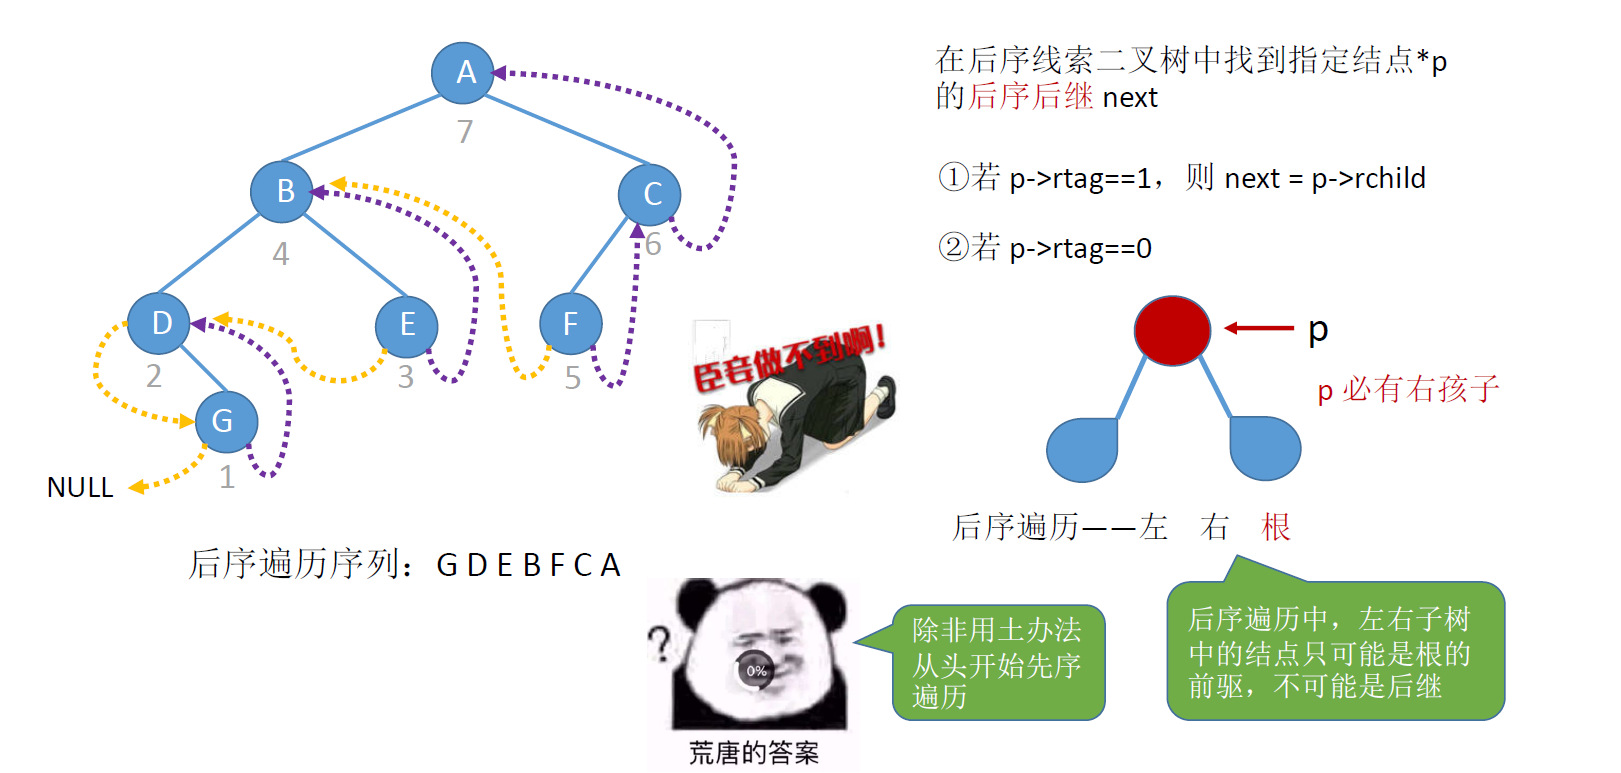 A
7
B
4
C
6
D
2
E
3
F
5
G
1
NULL
后序遍历序列：G D E B F C A
在后序线索二叉树中找到指定结点*p
的后序后继 next
①若 p->rtag==1，则 next = p->rchild
②若 p->rtag==0
p
p 必有右孩子
后序遍历——左 右 根
后序遍历中，左右子树
中的结点只可能是根的
前驱，不可能是后继
臣妾做不到啊！
?
0%
荒唐的答案
除非用土办法
从头开始先序
遍历